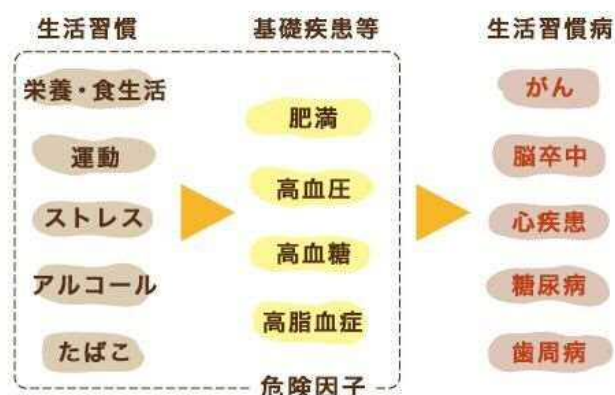 生活習慣
栄養・食生活
運動
ストレス
アルコール
たばこ
基礎疾患等
肥満
高血圧
高血糖
高脂血症
危険因子
生活習慣病
がん
脳卒中
心疾患
糖尿病
歯周病